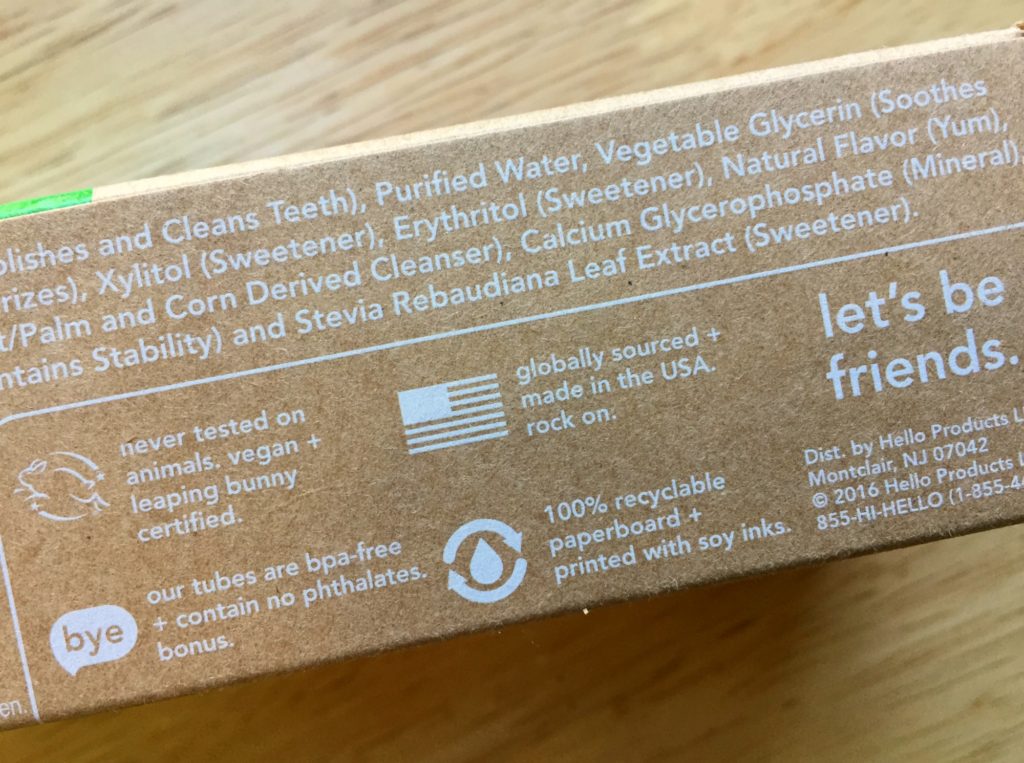 olishes and Cleans Teeth), Purified Water, Vegetable Glycerin (Soothes
rizes), Xylitol (Sweetener), Erythritol (Sweetener), Natural Flavor (Yum),
t/Palm and Corn Derived Cleanser), Calcium Glycerophosphate (Mineral),
ntains Stability) and Stevia Rebaudiana Leaf Extract (Sweetener).
never tested on
animals. vegan +
leaping bunny
certified.
globally sourced +
made in the USA.
rock on.
let's be
friends.
bye
our tubes are bpa-free
+ contain no phthalates.
bonus.
100% recyclable
paperboard +
printed with soy inks.
Dist. by Hello Products L
Montclair, NJ 07042
© 2016 Hello Products
855-HI-HELLO (1-855-4
en.